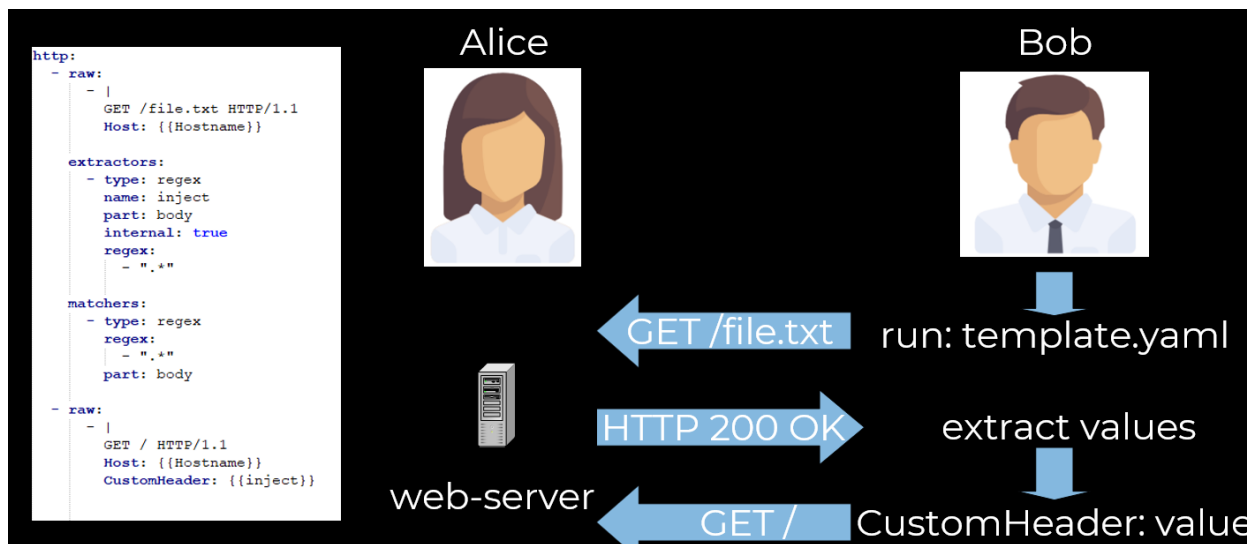 http:
- raw:
- |
GET /file.txt HTTP/1.1
Host: {{Hostname}}
extractors:
- type: regex
name: inject
part: body
internal: true
regex:
- ".*"
matchers:
- type: regex
regex:
- ".*"
part: body
- raw:
- |
GET / HTTP/1.1
Host: {{Hostname}}
CustomHeader: {{inject}}
Alice
Bob
GET /file.txt
run: template.yaml
HTTP 200 OK
extract values
web-server
GET /
CustomHeader: value